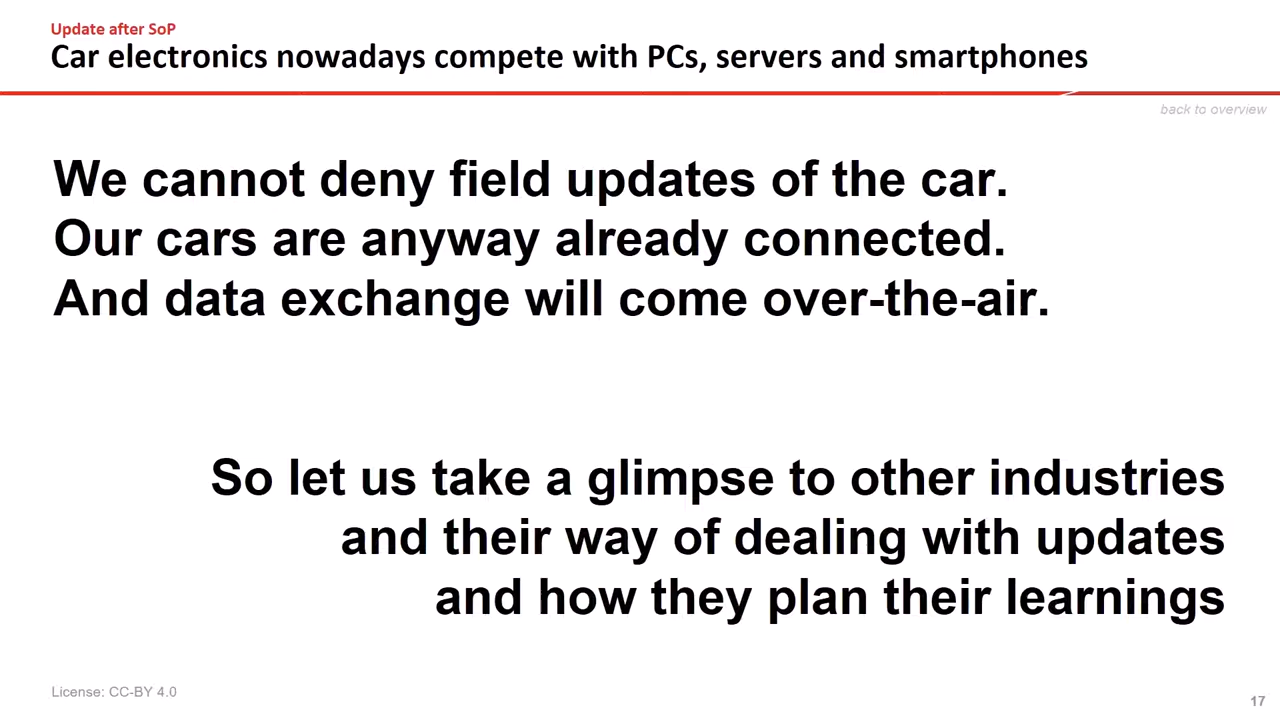 Update after SoP
Car electronics nowadays compete with PCs, servers and smartphones
back to overview
We cannot deny field updates of the car.
Our cars are anyway already connected.
And data exchange will come over-the-air.
So let us take a glimpse to other industries
and their way of dealing with updates
and how they plan their learnings
License: CC-BY 4.0
17